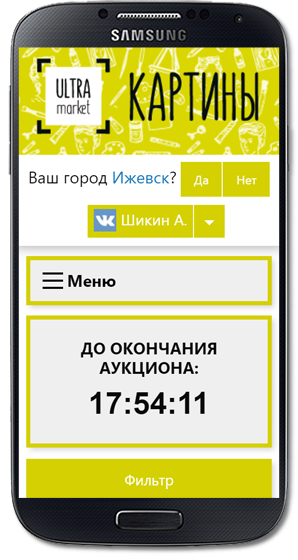 SAMSUNG
ULTRA
market
КАРТИНЫ
Ваш город Ижевск?
Да
Нет
Шикин А.
Меню
ДО ОКОНЧАНИЯ
АУКЦИОНА:
17:54:11
Фильтр